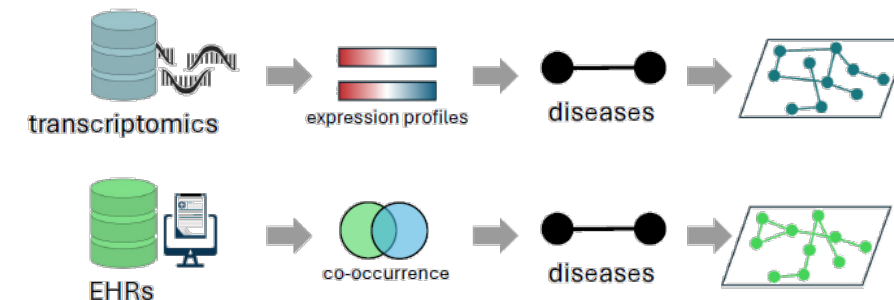 transcriptomics
expression profiles
diseases
EHRs
co-occurrence
diseases